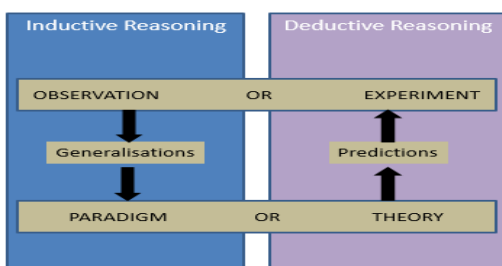 Inductive Reasoning
Deductive Reasoning
OBSERVATION OR EXPERIMENT
Generalisations
Predictions
PARADIGM OR THEORY